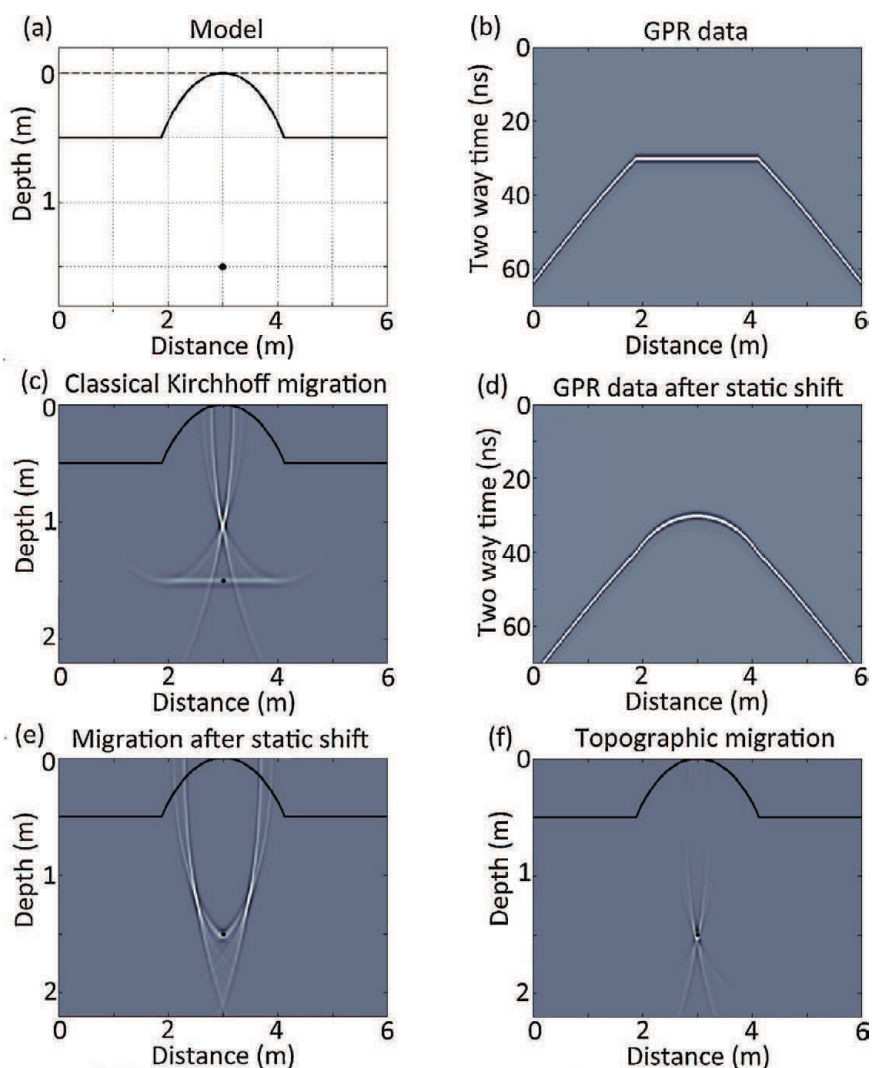 (a) Model
0
1
Depth (m)
0 2 4 6
Distance (m)
(b) GPR data
0
20
40
60
Two way time (ns)
0 2 4 6
Distance (m)
(c) Classical Kirchhoff migration
0
1
2
Depth (m)
0 2 4 6
Distance (m)
(d) GPR data after static shift
0
20
40
60
Two way time (ns)
0 2 4 6
Distance (m)
(e) Migration after static shift
0
1
2
Depth (m)
0 2 4 6
Distance (m)
(f) Topographic migration
0
1
2
Depth (m)
0 2 4 6
Distance (m)